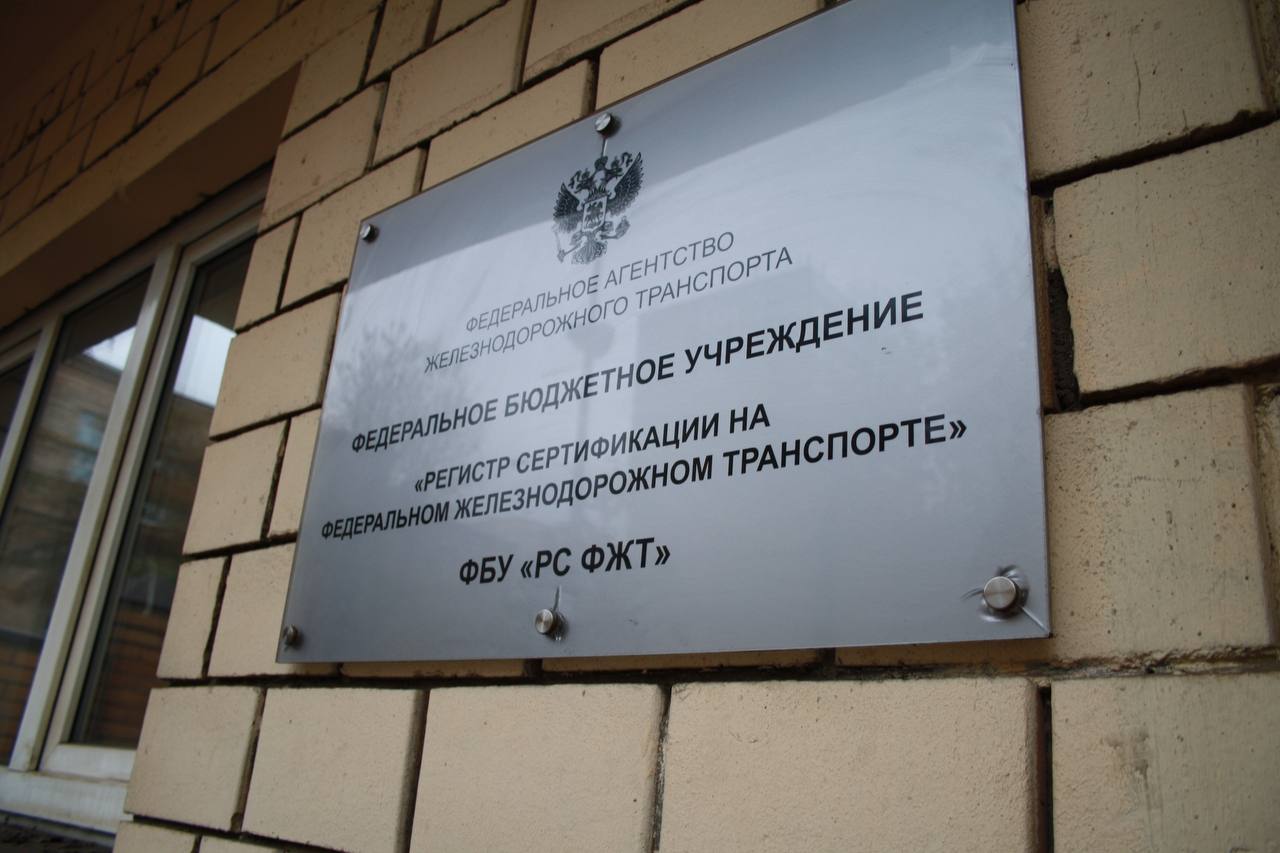 ФЕДЕРАЛЬНОЕ АГЕНТСТВО
ЖЕЛЕЗНОДОРОЖНОГО ТРАНСПОРТА
ФЕДЕРАЛЬНОЕ БЮДЖЕТНОЕ УЧРЕЖДЕНИЕ
«РЕГИСТР СЕРТИФИКАЦИИ НА
ФЕДЕРАЛЬНОМ ЖЕЛЕЗНОДОРОЖНОМ ТРАНСПОРТЕ»
ФБУ «РС ФЖТ»